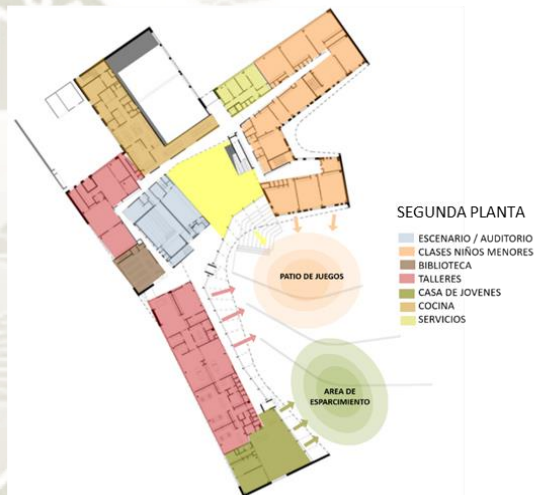 SEGUNDA PLANTA
ESCENARIO / AUDITORIO
CLASES NIÑOS MENORES
BIBLIOTECA
TALLERES
CASA DE JOVENES
COCINA
SERVICIOS
PATIO DE JUEGOS
AREA DE
ESPARCIMIENTO